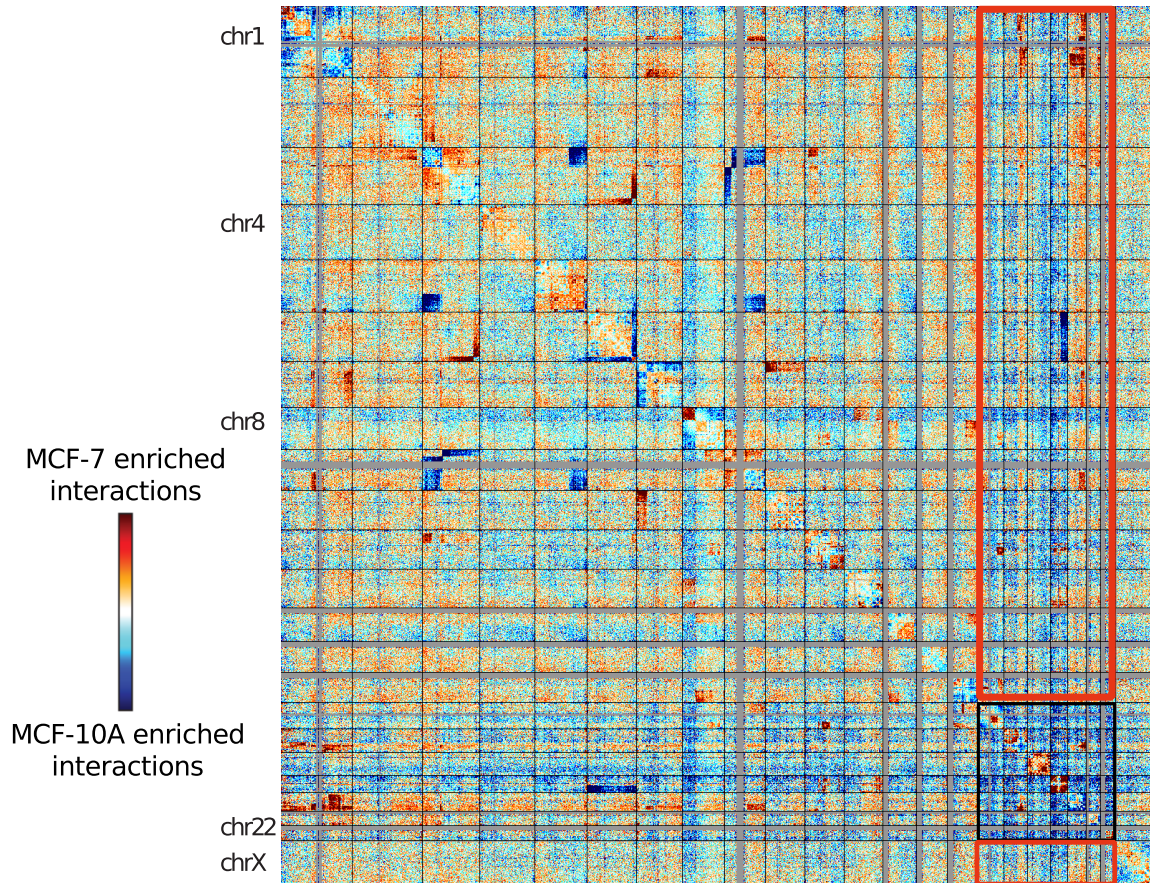 chr1
chr4
chr8
MCF-7 enriched
interactions
MCF-10A enriched
interactions
chr22
chrX